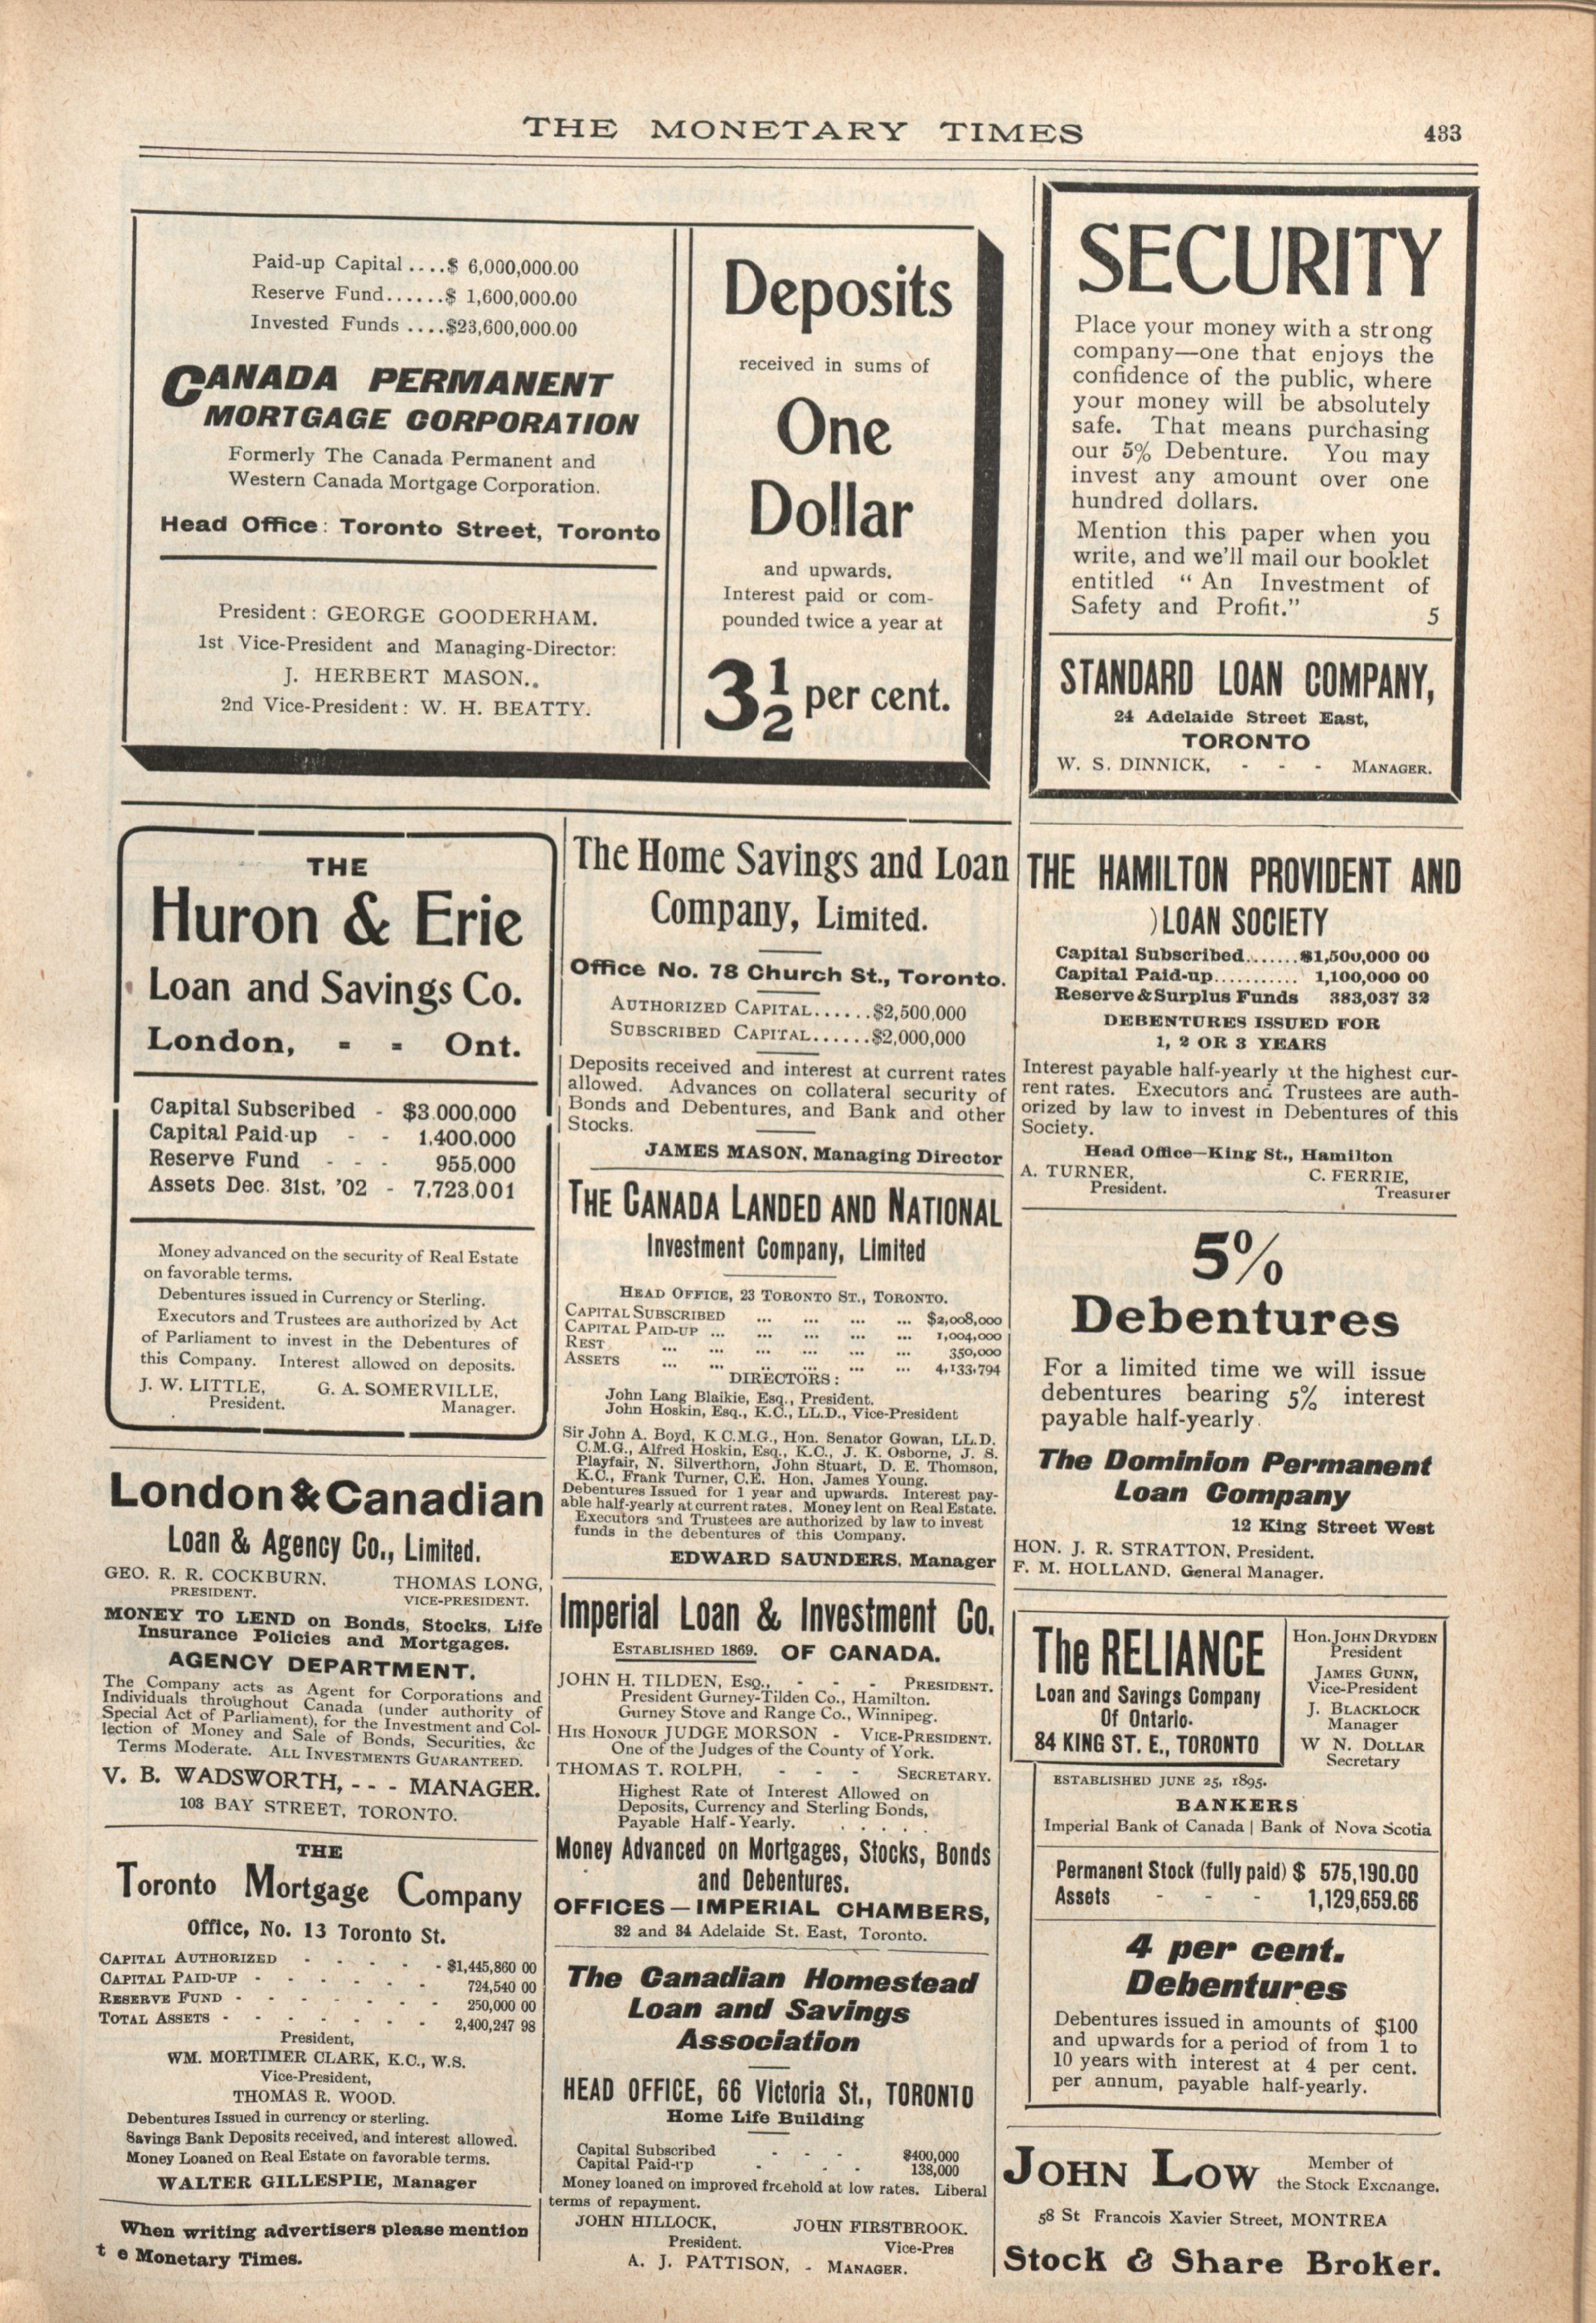 THE MONETARY TIMES
433
Paid-up Capital ....$ 6,000,000.00
Reserve Fund......$ 1,600,000.00
Invested Funds ....$23,600,000.00
CANADA PERMANENT
MORTGAGE CORPORATION
Formerly The Canada Permanent and
Western Canada Mortgage Corporation.
Head Office: Toronto Street, Toronto
President: GEORGE GOODERHAM.
1st Vice-President and Managing-Director:
J. HERBERT MASON..
2nd Vice-President: W. H. BEATTY.
Deposits
received in sums of
One
Dollar
and upwards.
Interest paid or com-
pounded twice a year at
3½ per cent.
SECURITY
Place your money with a strong
company—one that enjoys the
confidence of the public, where
your money will be absolutely
safe. That means purchasing
our 5% Debenture. You may
invest any amount over one
hundred dollars.
Mention this paper when you
write, and we'll mail our booklet
entitled "An Investment of
Safety and Profit."
5
STANDARD LOAN COMPANY,
24 Adelaide Street East,
TORONTO
W. S. DINNICK, - - - MANAGER.
THE
Huron & Erie
Loan and Savings Co.
London, - - Ont.
Capital Subscribed - $3.000,000
Capital Paid-up - - 1,400,000
Reserve Fund - - - 955,000
Assets Dec. 31st, '02 - 7,723,001
Money advanced on the security of Real Estate
on favorable terms.
Debentures issued in Currency or Sterling.
Executors and Trustees are authorized by Act
of Parliament to invest in the Debentures of
this Company. Interest allowed on deposits.
J. W. LITTLE, G. A. SOMERVILLE,
President. Manager.
London & Canadian
Loan & Agency Co., Limited.
GEO. R. R. COCKBURN, THOMAS LONG,
PRESIDENT. VICE-PRESIDENT.
MONEY TO LEND on Bonds, Stocks, Life
Insurance Policies and Mortgages.
AGENCY DEPARTMENT.
The Company acts as Agent for Corporations and
Individuals throughout Canada (under authority of
Special Act of Parliament), for the Investment and Col-
lection of Money and Sale of Bonds, Securities, &c
Terms Moderate. ALL INVESTMENTS GUARANTEED.
V. B. WADSWORTH, - - - MANAGER.
103 BAY STREET, TORONTO.
THE
Toronto Mortgage Company
Office, No. 13 Toronto St.
CAPITAL AUTHORIZED - - - - - $1,445,860 00
CAPITAL PAID-UP - - - - - - 724,540 00
RESERVE FUND - - - - - - - 250,000 00
TOTAL ASSETS - - - - - - - 2,400,247 98
President,
WM. MORTIMER CLARK, K.C., W.S.
Vice-President,
THOMAS R. WOOD.
Debentures Issued in currency or sterling.
Savings Bank Deposits received, and interest allowed.
Money Loaned on Real Estate on favorable terms.
WALTER GILLESPIE, Manager
When writing advertisers please mention
t e Monetary Times.
The Home Savings and Loan
Company, Limited.
Office No. 78 Church St., Toronto.
AUTHORIZED CAPITAL......$2,500,000
SUBSCRIBED CAPITAL......$2,000,000
Deposits received and interest at current rates
allowed. Advances on collateral security of
Bonds and Debentures, and Bank and other
Stocks.
JAMES MASON, Managing Director
THE CANADA LANDED AND NATIONAL
Investment Company, Limited
HEAD OFFICE, 23 TORONTO ST., TORONTO.
CAPITAL SUBSCRIBED ... ... ... ... $2,008,000
CAPITAL PAID-UP ... ... ... ... ... 1,004,000
REST ... ... ... ... ... ... 350,000
ASSETS ... ... ... ... ... ... 4,133,794
DIRECTORS:
John Lang Blaikie, Esq., President.
John Hoskin, Esq., K.C., LL.D., Vice-President
Sir John A. Boyd, K C.M.G., Hon. Senator Gowan, LL.D.
C.M.G., Alfred Hoskin, Esq., K.C., J. K. Osborne, J. S.
Playfair, N. Silverthorn, John Stuart, D. E. Thomson,
K.C., Frank Turner, C.E. Hon. James Young.
Debentures Issued for 1 year and upwards. Interest pay-
able half-yearly at current rates. Money lent on Real Estate.
Executors and Trustees are authorized by law to invest
funds in the debentures of this Company.
EDWARD SAUNDERS, Manager
Imperial Loan & Investment Co.
ESTABLISHED 1869. OF CANADA.
JOHN H. TILDEN, ESQ., - - - PRESIDENT.
President Gurney-Tilden Co., Hamilton.
Gurney Stove and Range Co., Winnipeg.
HIS HONOUR JUDGE MORSON - VICE-PRESIDENT.
One of the Judges of the County of York.
THOMAS T. ROLPH, - - - SECRETARY.
Highest Rate of Interest Allowed on
Deposits, Currency and Sterling Bonds,
Payable Half-Yearly. . . . . .
Money Advanced on Mortgages, Stocks, Bonds
and Debentures.
OFFICES—IMPERIAL CHAMBERS,
32 and 34 Adelaide St. East, Toronto.
The Canadian Homestead
Loan and Savings
Association
HEAD OFFICE, 66 Victoria St., TORONTO
Home Life Building
Capital Subscribed - - - $400,000
Capital Paid-up - - - 138,000
Money loaned on improved freehold at low rates. Liberal
terms of repayment.
JOHN HILLOCK, JOHN FIRSTBROOK.
President. Vice-Pres
A. J. PATTISON, - MANAGER.
THE HAMILTON PROVIDENT AND
LOAN SOCIETY
Capital Subscribed.......$1,500,000 00
Capital Paid-up........... 1,100,000 00
Reserve & Surplus Funds 383,037 32
DEBENTURES ISSUED FOR
1, 2 OR 3 YEARS
Interest payable half-yearly at the highest cur-
rent rates. Executors and Trustees are auth-
orized by law to invest in Debentures of this
Society.
Head Office—King St., Hamilton
A. TURNER, C. FERRIE,
President. Treasurer
5%
Debentures
For a limited time we will issue
debentures bearing 5% interest
payable half-yearly.
The Dominion Permanent
Loan Company
12 King Street West
HON. J. R. STRATTON, President.
F. M. HOLLAND, General Manager.
The RELIANCE
Loan and Savings Company
Of Ontario.
84 KING ST. E., TORONTO
Hon. JOHN DRYDEN
President
JAMES GUNN,
Vice-President
J. BLACKLOCK
Manager
W N. DOLLAR
Secretary
ESTABLISHED JUNE 25, 1895.
BANKERS
Imperial Bank of Canada | Bank of Nova Scotia
Permanent Stock (fully paid) $ 575,190.00
Assets - - - 1,129,659.66
4 per cent.
Debentures
Debentures issued in amounts of $100
and upwards for a period of from 1 to
10 years with interest at 4 per cent.
per annum, payable half-yearly.
JOHN LOW
Member of
the Stock Exchange.
58 St Francois Xavier Street, MONTREA
Stock & Share Broker.